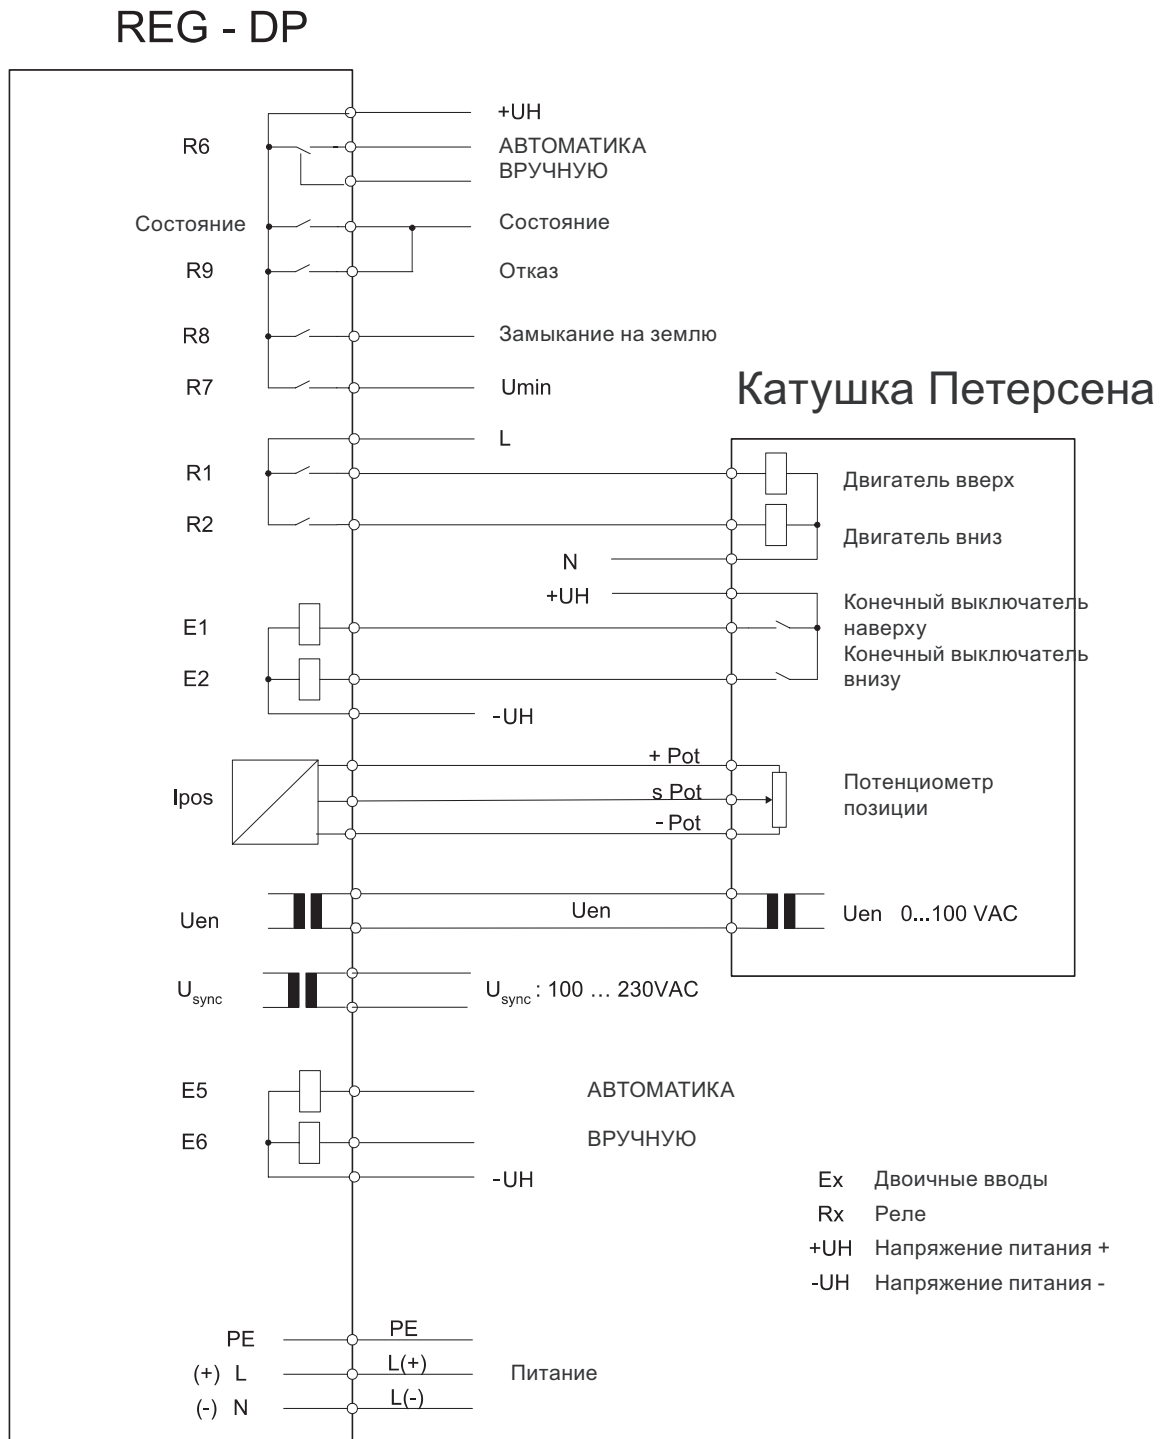 REG - DP
+UH
R6
АВТОМАТИКА
ВРУЧНУЮ
Состояние
Состояние
R9
Отказ
R8
Замыкание на землю
R7
Umin
Катушка Петерсена
L
R1
Двигатель вверх
R2
Двигатель вниз
N
+UH
Конечный выключатель
наверху
E1
Конечный выключатель
внизу
E2
-UH
+ Pot
Ipos
s Pot
Потенциометр
позиции
- Pot
Uen
Uen
Uen 0...100 VAC
Usync
Usync : 100 ... 230VAC
E5
АВТОМАТИКА
E6
ВРУЧНУЮ
-UH
Ex Двоичные вводы
Rx Реле
+UH Напряжение питания +
-UH Напряжение питания -
PE
PE
(+) L
L(+)
Питание
(-) N
L(-)